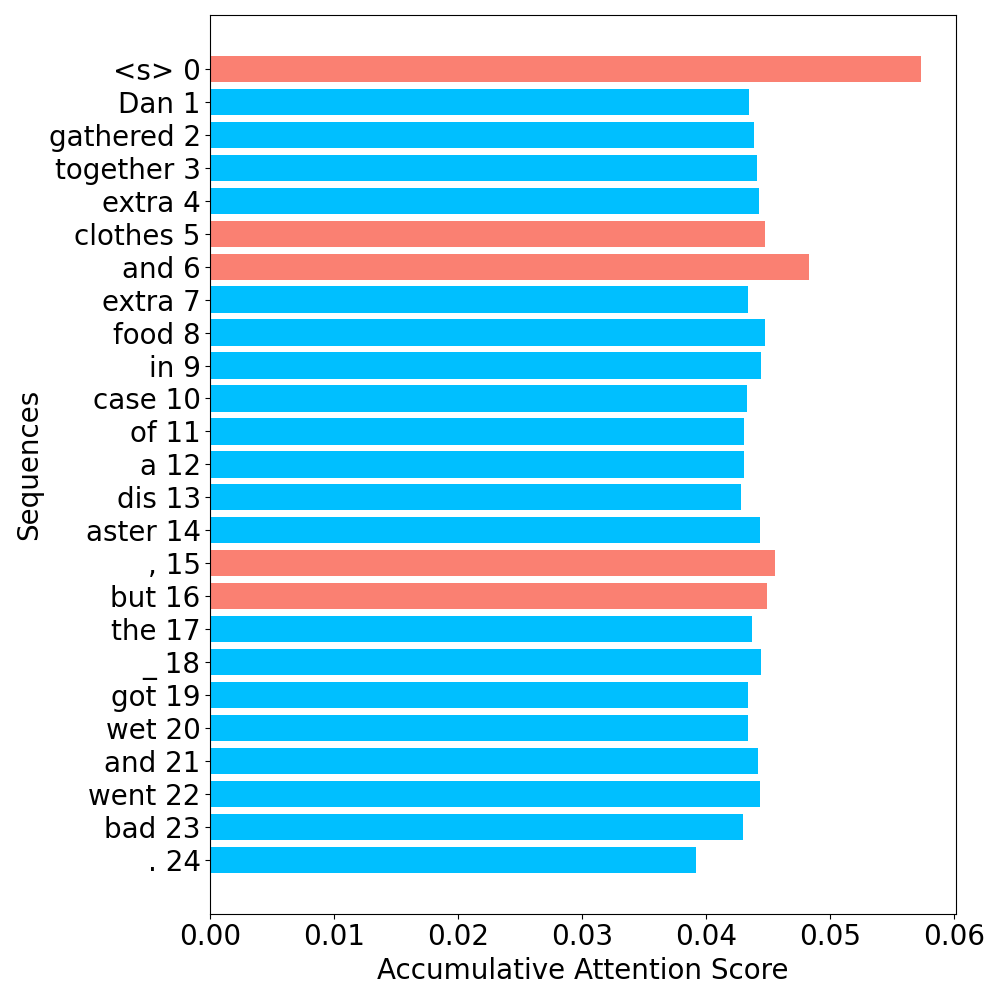 <s> 0
Dan 1
gathered 2
together 3
extra 4
clothes 5
and 6
extra 7
food 8
in 9
case 10
of 11
a 12
dis 13
aster 14
, 15
but 16
the 17
_ 18
got 19
wet 20
and 21
went 22
bad 23
. 24
Sequences
0.00 0.01 0.02 0.03 0.04 0.05 0.06
Accumulative Attention Score